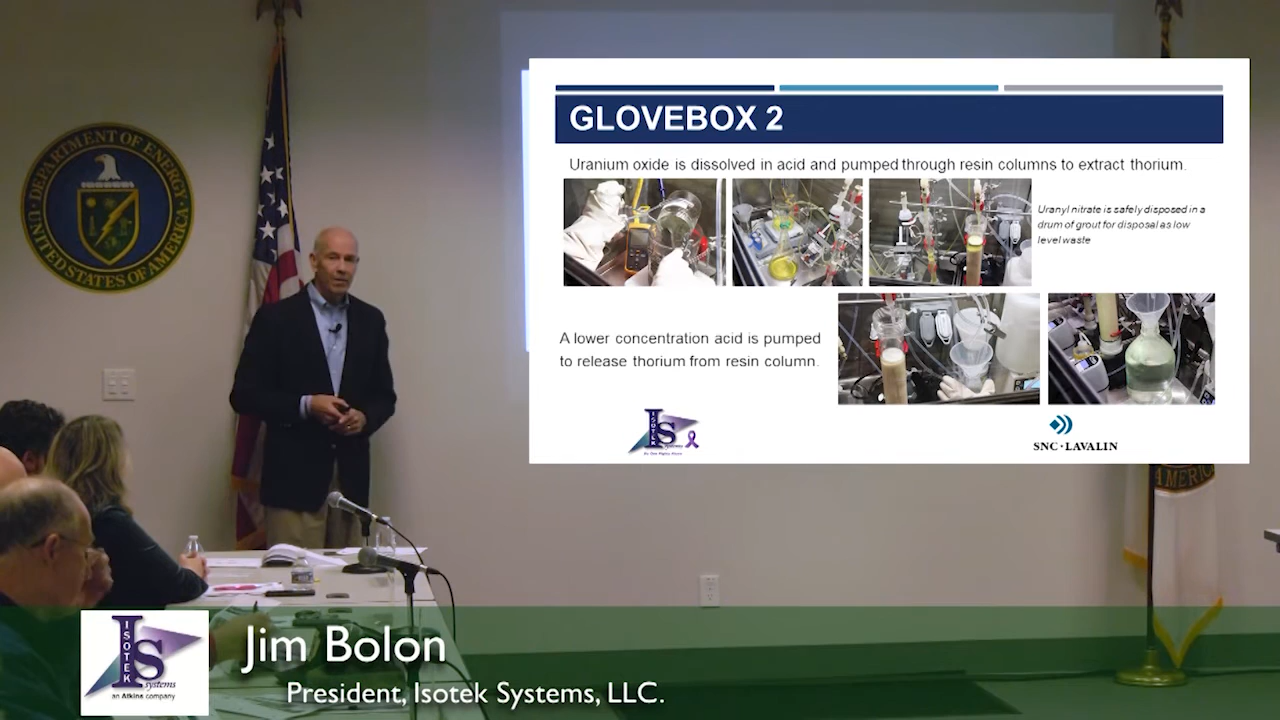 DEPARTMENT OF ENERGY
UNITED STATES OF AMERICA
GLOVEBOX 2
Uranium oxide is dissolved in acid and pumped through resin columns to extract thorium.
Uranyl nitrate is safely disposed in a
drum of grout for disposal as low
level waste
A lower concentration acid is pumped
to release thorium from resin column.
ISOTEK
S
systems
SNC·LAVALIN
AMERIC
ISOTEK
S
systems
an Atkins company
Jim Bolon
President, Isotek Systems, LLC.